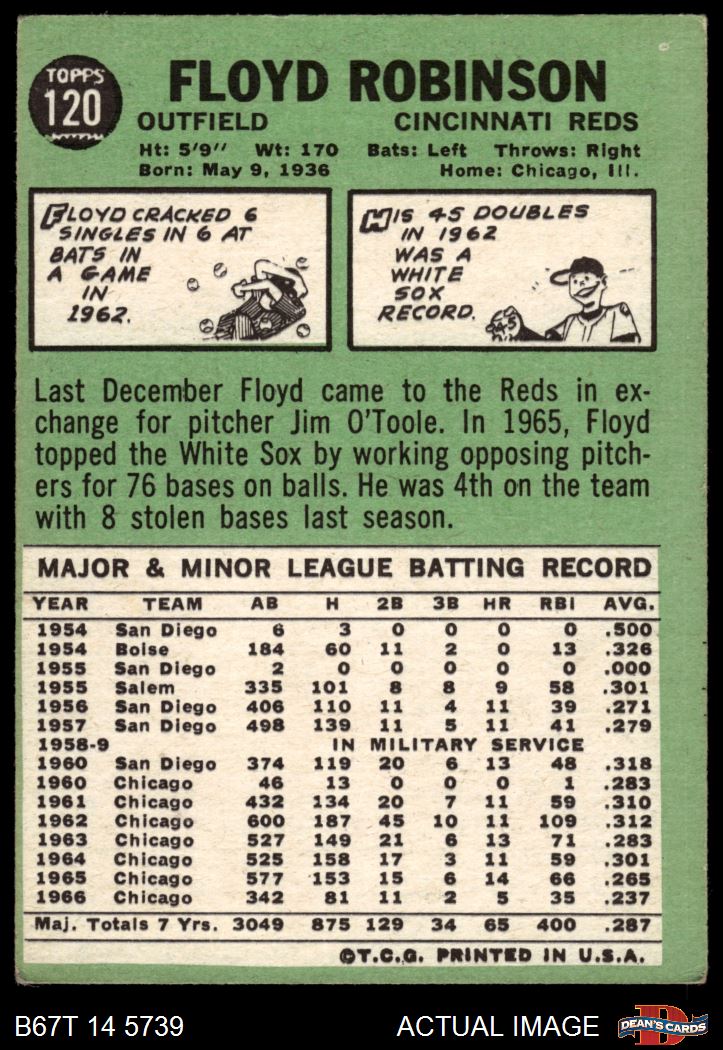 TOPPS
120
FLOYD ROBINSON
OUTFIELD CINCINNATI REDS
Ht: 5'9" Wt: 170 Bats: Left Throws: Right
Born: May 9, 1936 Home: Chicago, Ill.
FLOYD CRACKED 6
SINGLES IN 6 AT
BATS IN
A GAME
IN
1962.
HIS 45 DOUBLES
IN 1962
WAS A
WHITE
SOX
RECORD.
45
Last December Floyd came to the Reds in ex-
change for pitcher Jim O'Toole. In 1965, Floyd
topped the White Sox by working opposing pitch-
ers for 76 bases on balls. He was 4th on the team
with 8 stolen bases last season.
MAJOR & MINOR LEAGUE BATTING RECORD
YEAR TEAM AB H 2B 3B HR RBI AVG.
1954 San Diego 6 3 0 0 0 0 .500
1954 Boise 184 60 11 2 0 13 .326
1955 San Diego 2 0 0 0 0 0 .000
1955 Salem 335 101 8 8 9 58 .301
1956 San Diego 406 110 11 4 11 39 .271
1957 San Diego 498 139 11 5 11 41 .279
1958-9 IN MILITARY SERVICE
1960 San Diego 374 119 20 6 13 48 .318
1960 Chicago 46 13 0 0 0 1 .283
1961 Chicago 432 134 20 7 11 59 .310
1962 Chicago 600 187 45 10 11 109 .312
1963 Chicago 527 149 21 6 13 71 .283
1964 Chicago 525 158 17 3 11 59 .301
1965 Chicago 577 153 15 6 14 66 .265
1966 Chicago 342 81 11 2 5 35 .237
Maj. Totals 7 Yrs. 3049 875 129 34 65 400 .287
©T.C.G. PRINTED IN U.S.A.
B67T 14 5739 ACTUAL IMAGE D DEAN'S CARDS